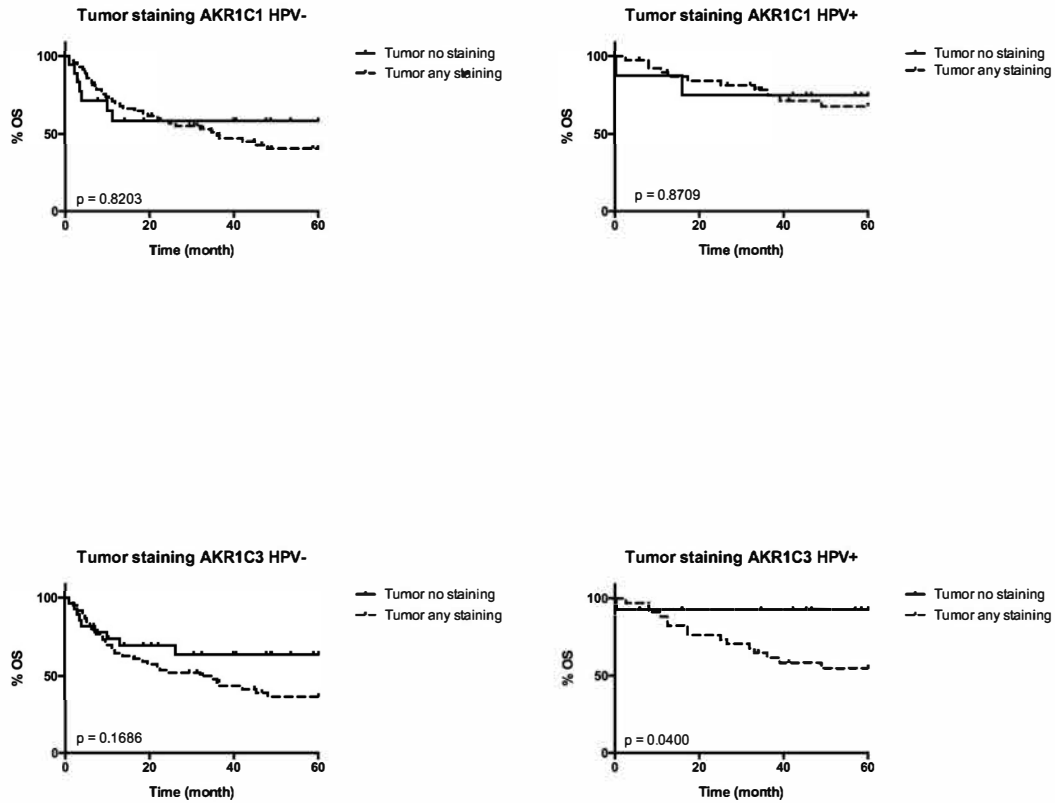 Tumor staining AKR1C1 HPV-
Tumor no staining
Tumor any staining
100
50
0
% OS
p = 0.8203
0 20 40 60
Time (month)
Tumor staining AKR1C1 HPV+
Tumor no staining
Tumor any staining
100
50
0
% OS
p = 0.8709
0 20 40 60
Time (month)
Tumor staining AKR1C3 HPV-
Tumor no staining
Tumor any staining
100
50
0
% OS
p = 0.1686
0 20 40 60
Time (month)
Tumor staining AKR1C3 HPV+
Tumor no staining
Tumor any staining
100
50
0
% OS
p = 0.0400
0 20 40 60
Time (month)